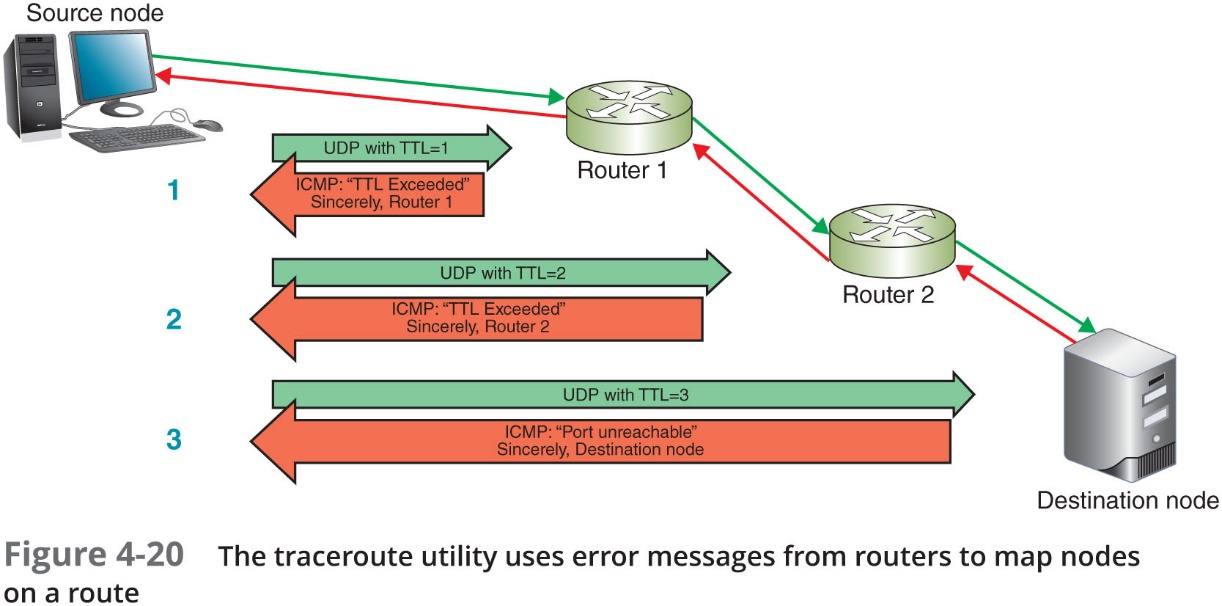 Source node
Router 1
UDP with TTL=1
1
ICMP: “TTL Exceeded”
Sincerely, Router 1
Router 2
UDP with TTL=2
2
ICMP: “TTL Exceeded”
Sincerely, Router 2
UDP with TTL=3
3
ICMP: “Port unreachable”
Sincerely, Destination node
Destination node
Figure 4-20 The traceroute utility uses error messages from routers to map nodes
on a route